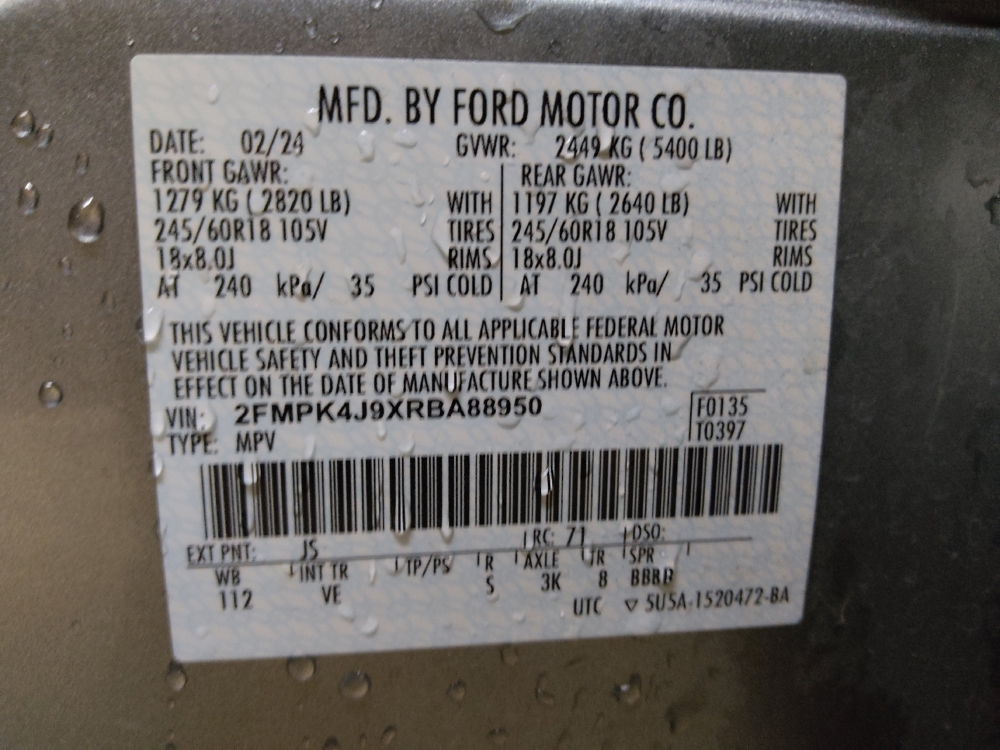 MFD. BY FORD MOTOR CO.
DATE: 02/24 GVWR: 2449 KG ( 5400 LB)
FRONT GAWR: REAR GAWR:
1279 KG ( 2820 LB) WITH 1197 KG ( 2640 LB) WITH
245/60R18 105V TIRES 245/60R18 105V TIRES
18x8.0J RIMS 18x8.0J RIMS
AT 240 kPa/ 35 PSI COLD AT 240 kPa/ 35 PSI COLD
THIS VEHICLE CONFORMS TO ALL APPLICABLE FEDERAL MOTOR
VEHICLE SAFETY AND THEFT PREVENTION STANDARDS IN
EFFECT ON THE DATE OF MANUFACTURE SHOWN ABOVE.
VIN: 2FMPK4J9XRBA88950 F0135
TYPE: MPV T0397
EXT PNT: JS RC: 71 DSO:
WB INT TR TP/PS R AXLE TR SPR
112 VE S 3K 8 BBBB
UTC ▽ 5U5A-1520472-BA